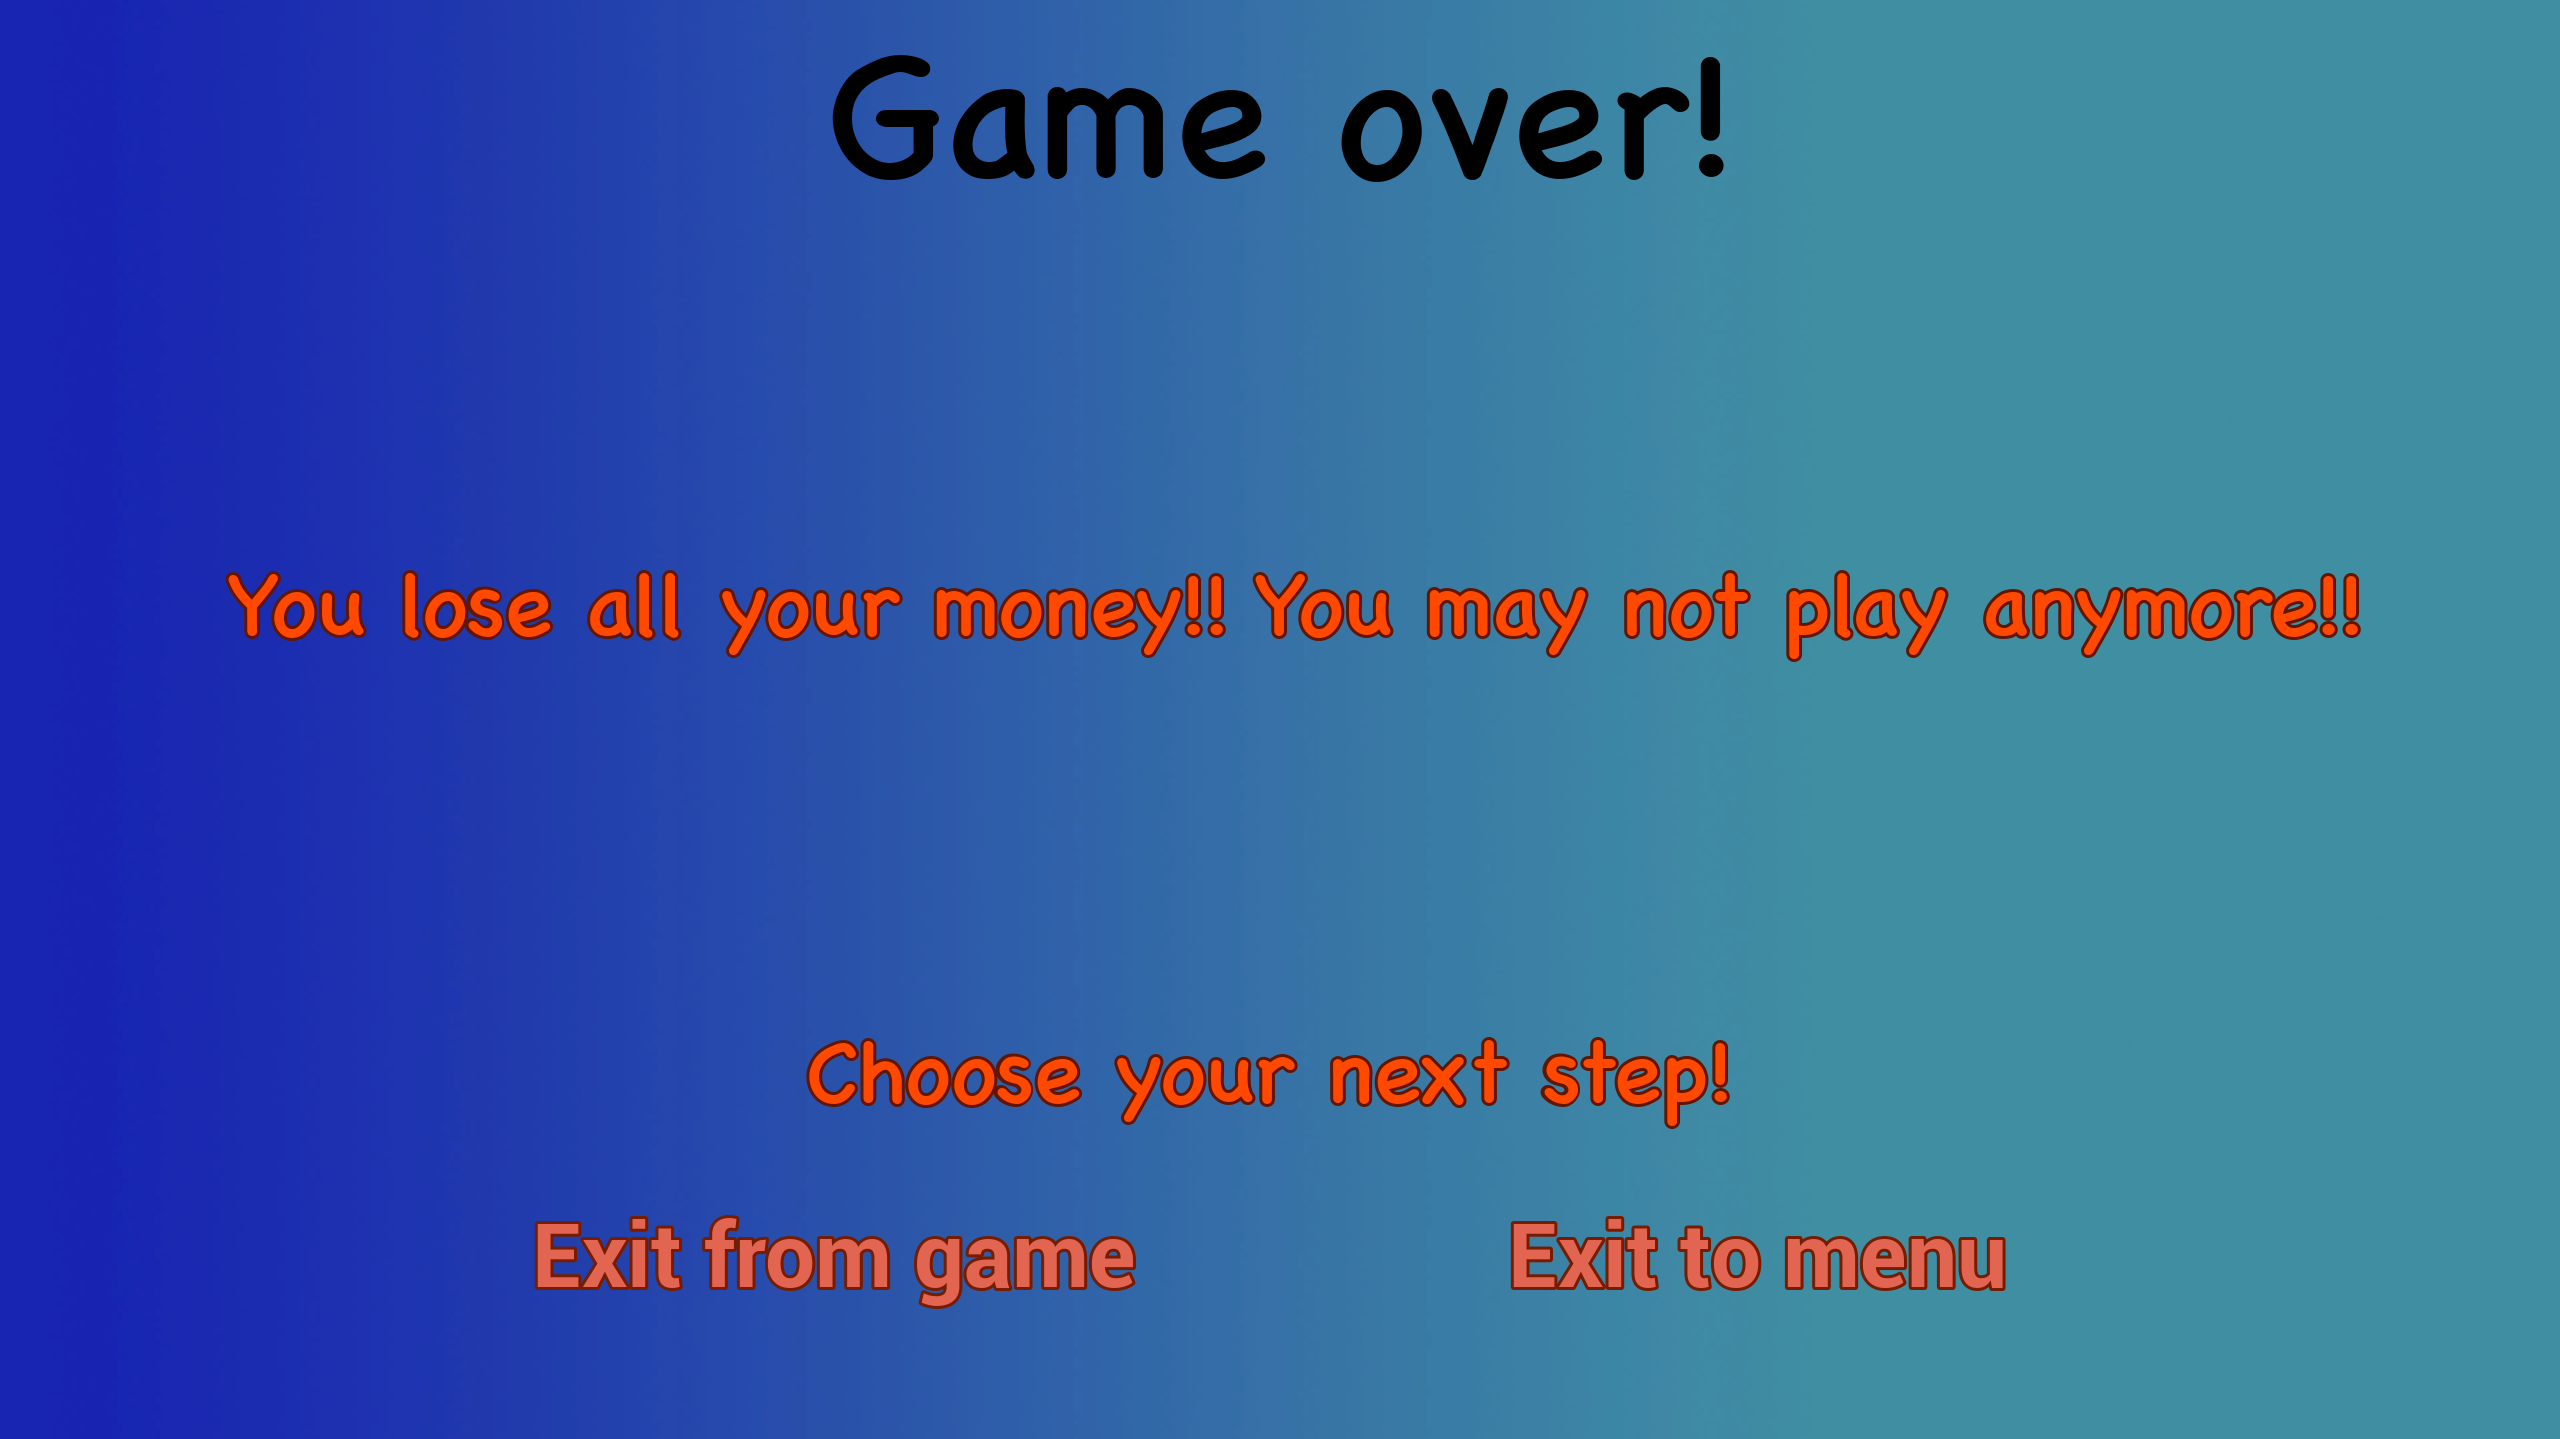 Game over!
You lose all your money!! You may not play anymore!!
Choose your next step!
Exit from game
Exit to menu